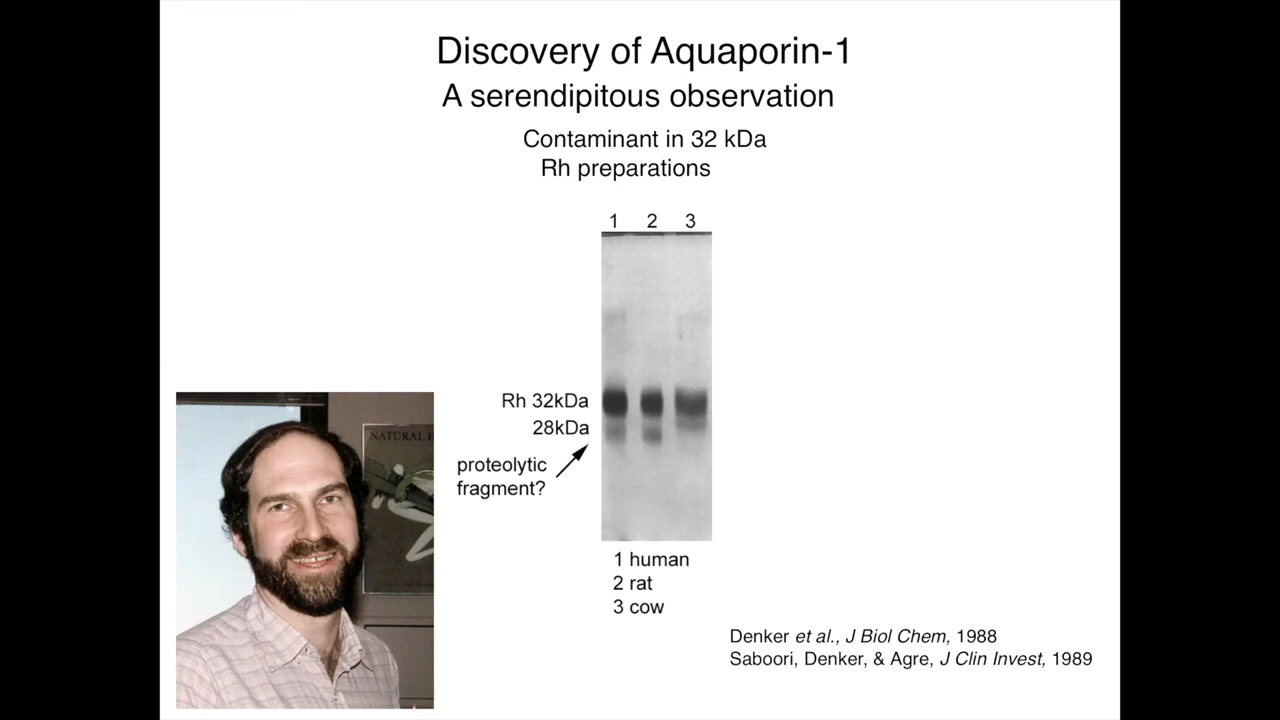 Discovery of Aquaporin-1
A serendipitous observation
Contaminant in 32 kDa
Rh preparations
1 2 3
Rh 32kDa
28kDa
proteolytic
fragment?
NATURAL
1 human
2 rat
3 cow
Denker et al., J Biol Chem, 1988
Saboori, Denker, & Agre, J Clin Invest, 1989